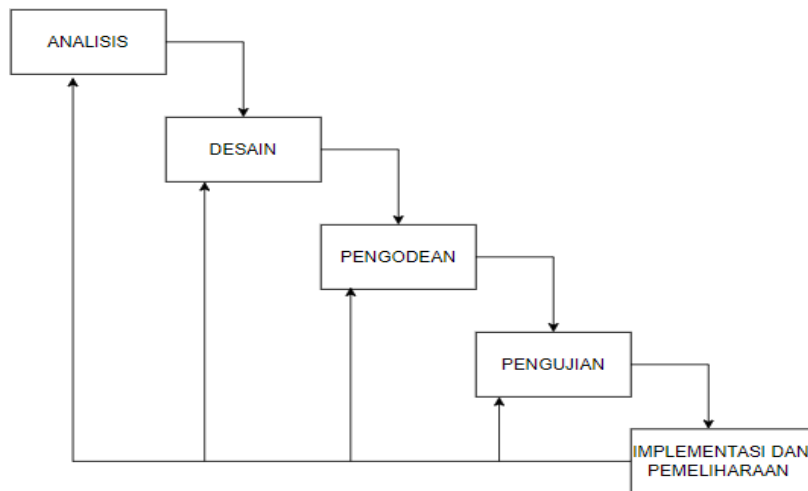 ANALISIS
DESAIN
PENGODEAN
PENGUJIAN
IMPLEMENTASI DAN
PEMELIHARAAN